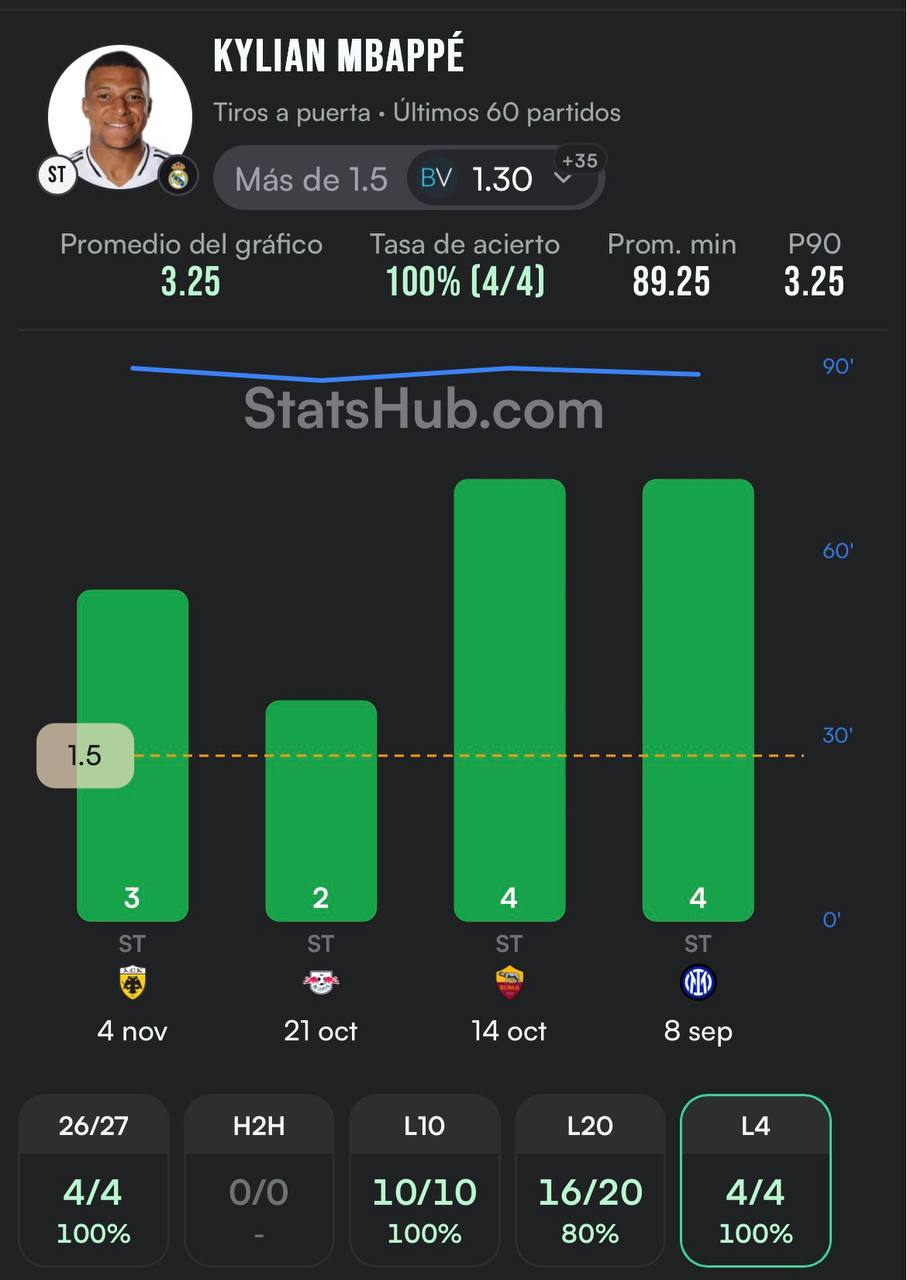 KYLIAN MBAPPÉ
Tiros a puerta · Últimos 60 partidos
ST
Más de 1.5 BV 1.30 +35
Promedio del gráfico Tasa de acierto Prom. min P90
3.25 100% (4/4) 89.25 3.25
90'
StatsHub.com
60'
30'
1.5
3 2 4 4
0'
ST ST ST ST
ROMA
4 nov 21 oct 14 oct 8 sep
26/27 H2H L10 L20 L4
4/4 0/0 10/10 16/20 4/4
100% - 100% 80% 100%